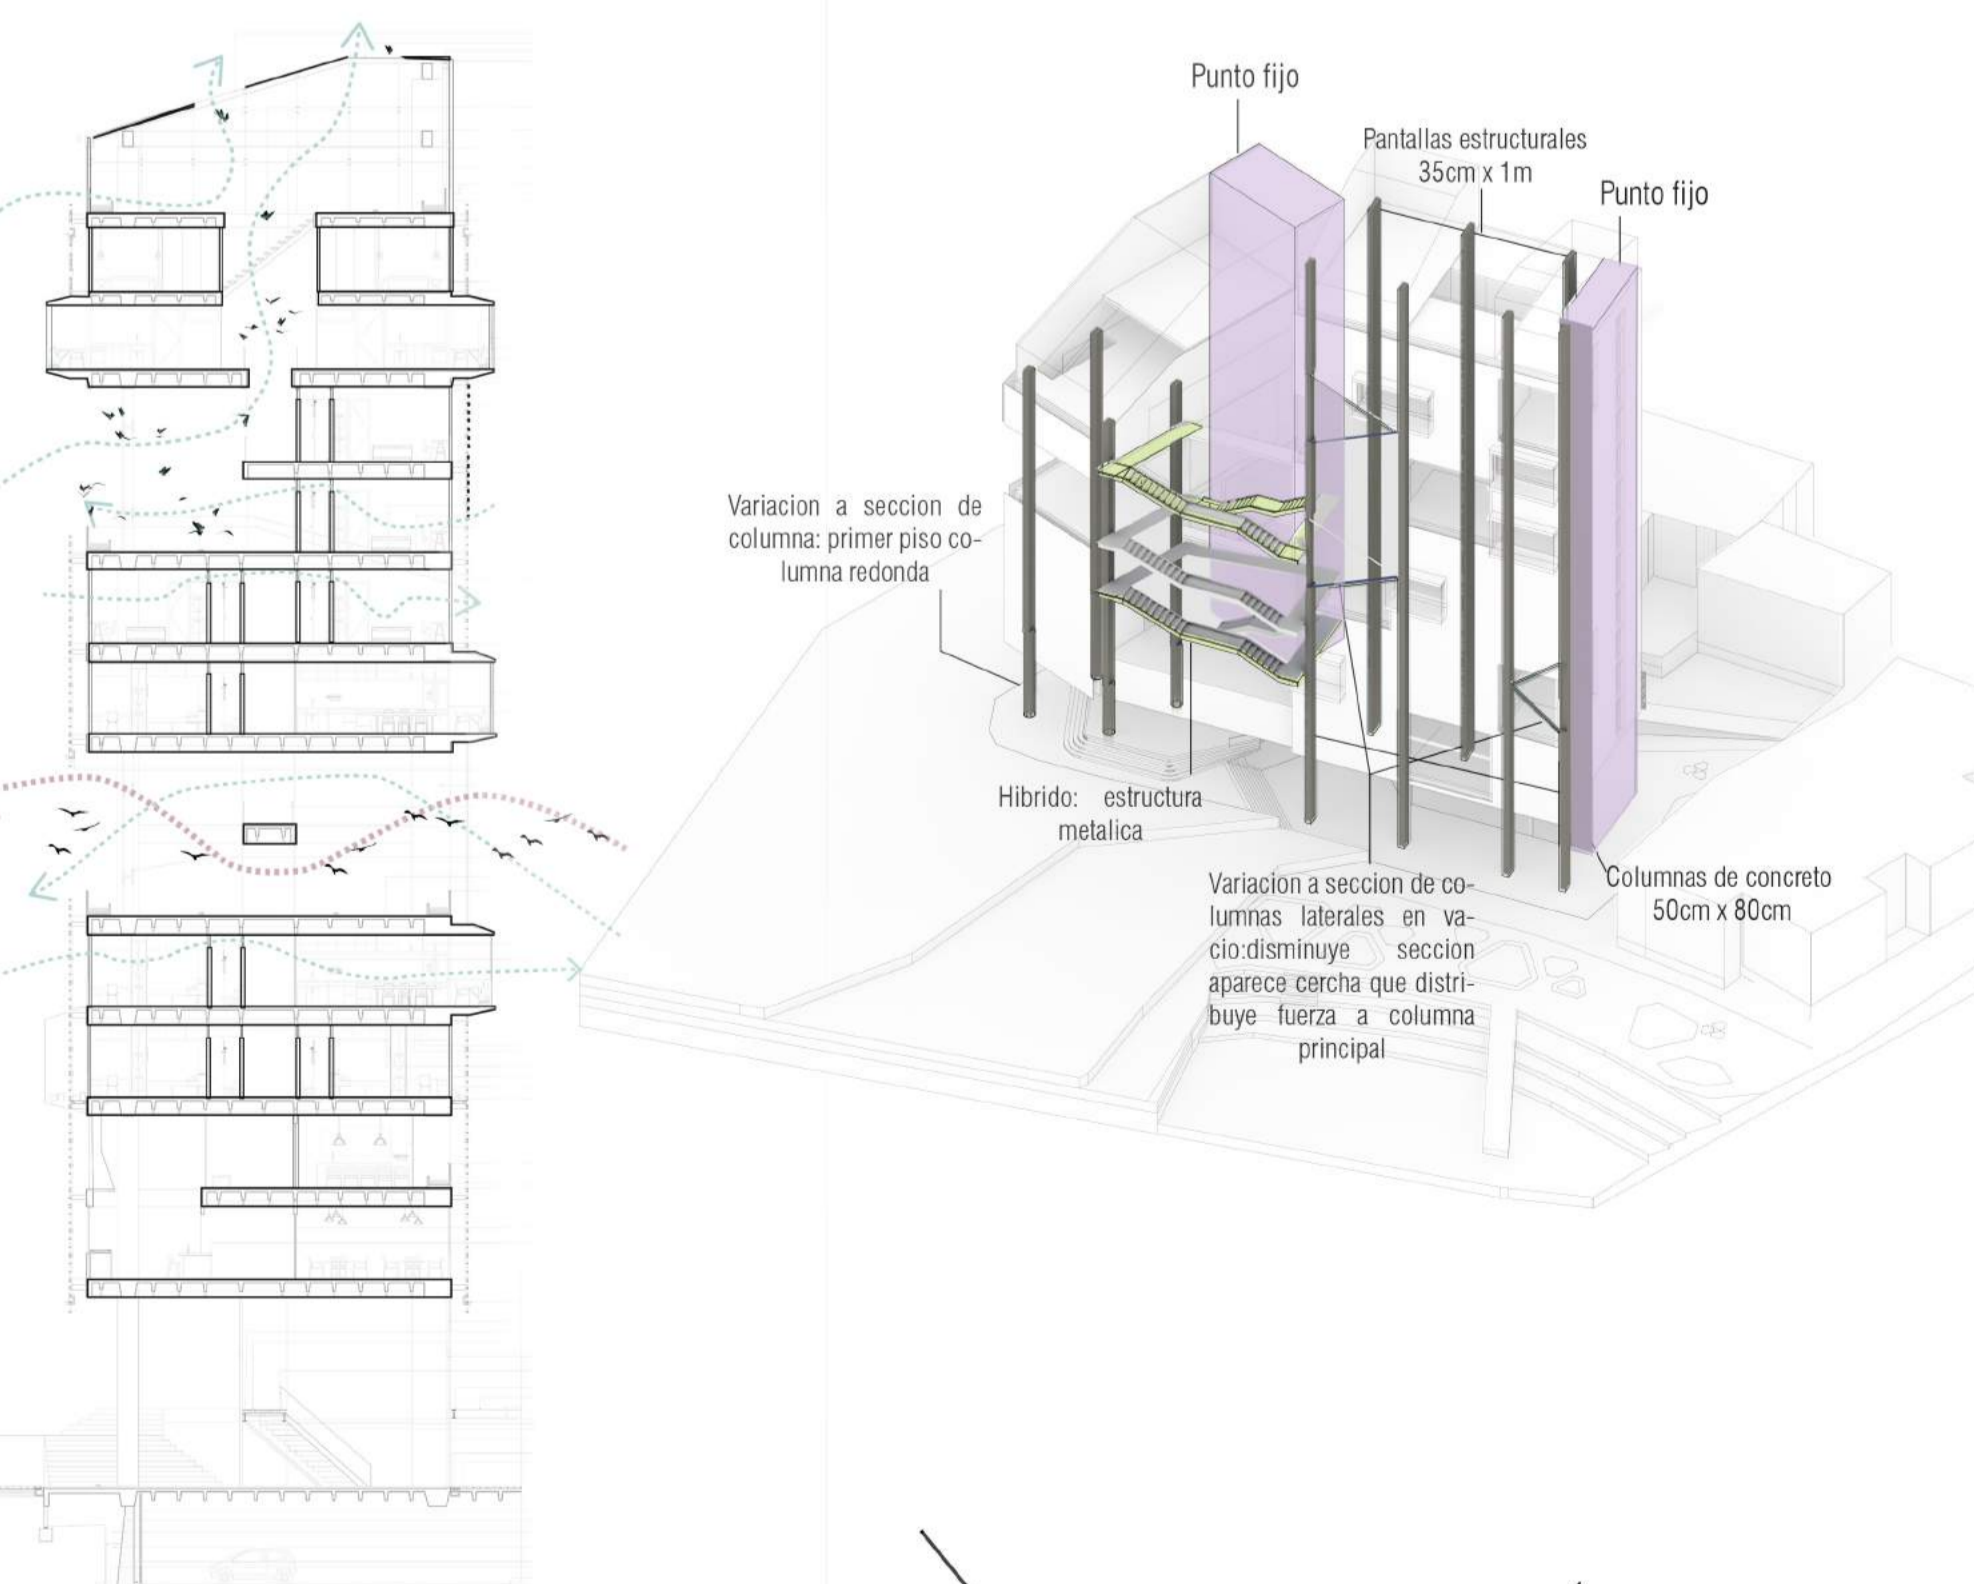 Punto fijo
Pantallas estructurales
35cm x 1m
Punto fijo
Variacion a seccion de
columna: primer piso co-
lumna redonda
Hibrido: estructura
metalica
Variacion a seccion de co-
lumnas laterales en va-
cio:disminuye seccion
aparece cercha que distri-
buye fuerza a columna
principal
Columnas de concreto
50cm x 80cm